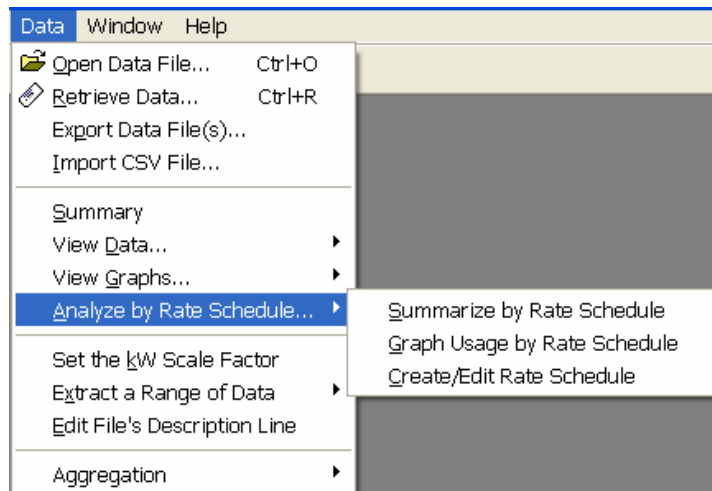 Data Window Help
Open Data File... Ctrl+O
Retrieve Data... Ctrl+R
Export Data File(s)...
Import CSV File...
Summary
View Data...
View Graphs...
Analyze by Rate Schedule...
Summarize by Rate Schedule
Graph Usage by Rate Schedule
Create/Edit Rate Schedule
Set the kW Scale Factor
Extract a Range of Data
Edit File's Description Line
Aggregation